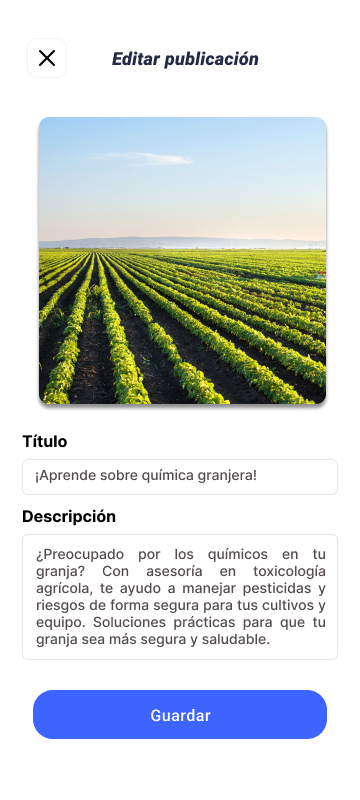 Editar publicación
Título
¡Aprende sobre química granjera!
Descripción
¿Preocupado por los químicos en tu
granja? Con asesoría en toxicología
agrícola, te ayudo a manejar pesticidas y
riesgos de forma segura para tus cultivos y
equipo. Soluciones prácticas para que tu
granja sea más segura y saludable.
Guardar